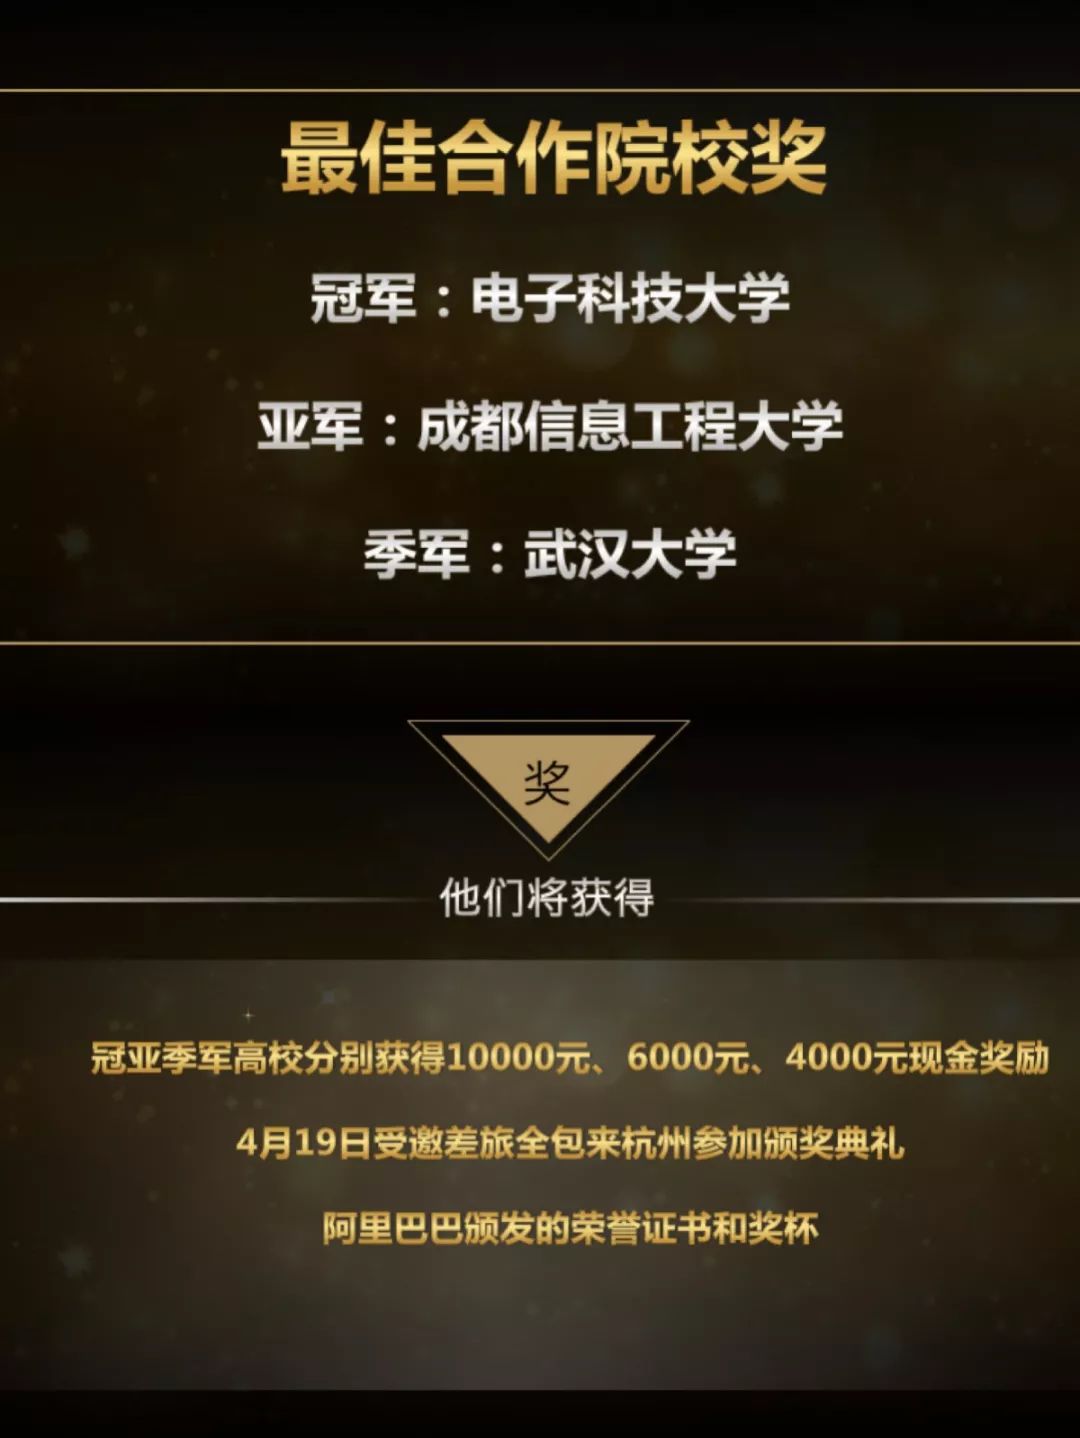 最佳合作院校奖
冠军：电子科技大学
亚军：成都信息工程大学
季军：武汉大学
奖
他们将获得
冠亚季军高校分别获得10000元、6000元、4000元现金奖励
4月19日受邀差旅全包来杭州参加颁奖典礼
阿里巴巴颁发的荣誉证书和奖杯